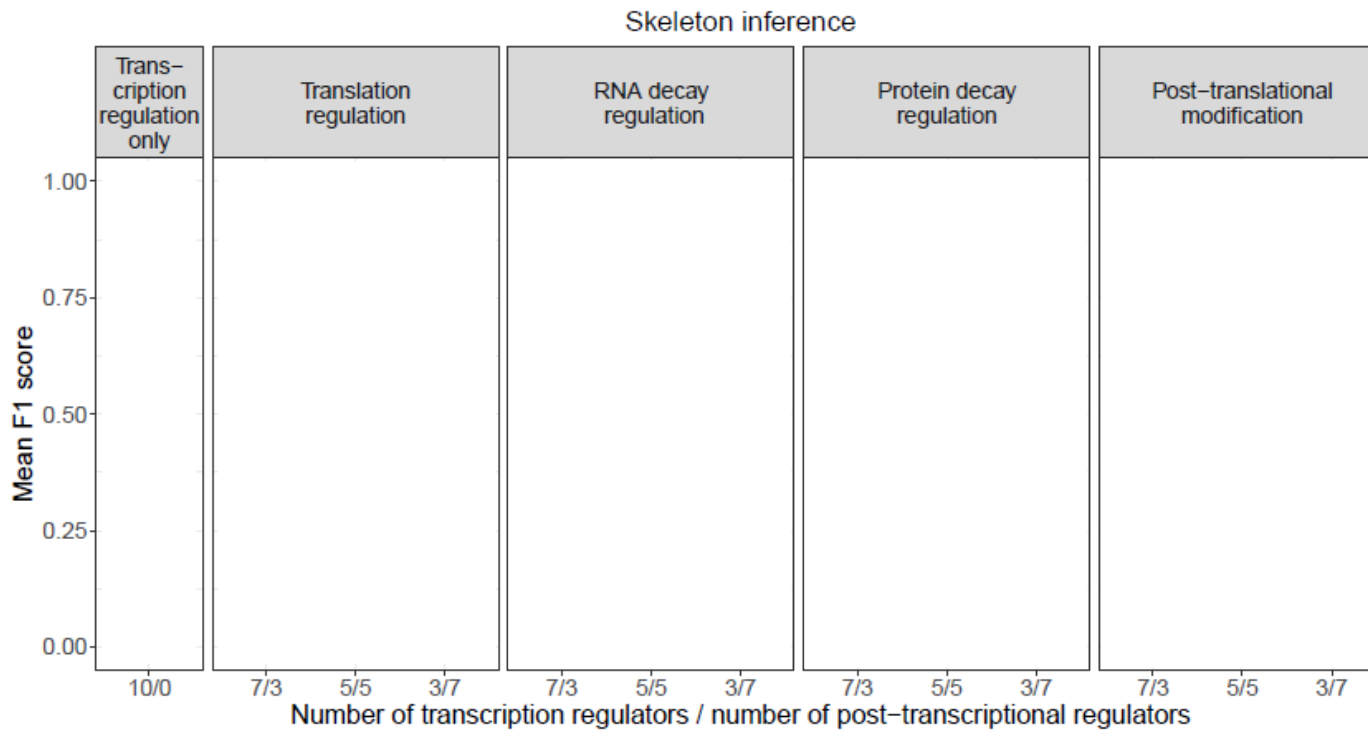 Skeleton inference
Trans−
cription
regulation
only
Translation
regulation
RNA decay
regulation
Protein decay
regulation
Post−translational
modification
1.00
0.75
0.50
0.25
0.00
Mean F1 score
10/0
7/3 5/5 3/7
7/3 5/5 3/7
7/3 5/5 3/7
7/3 5/5 3/7
Number of transcription regulators / number of post−transcriptional regulators